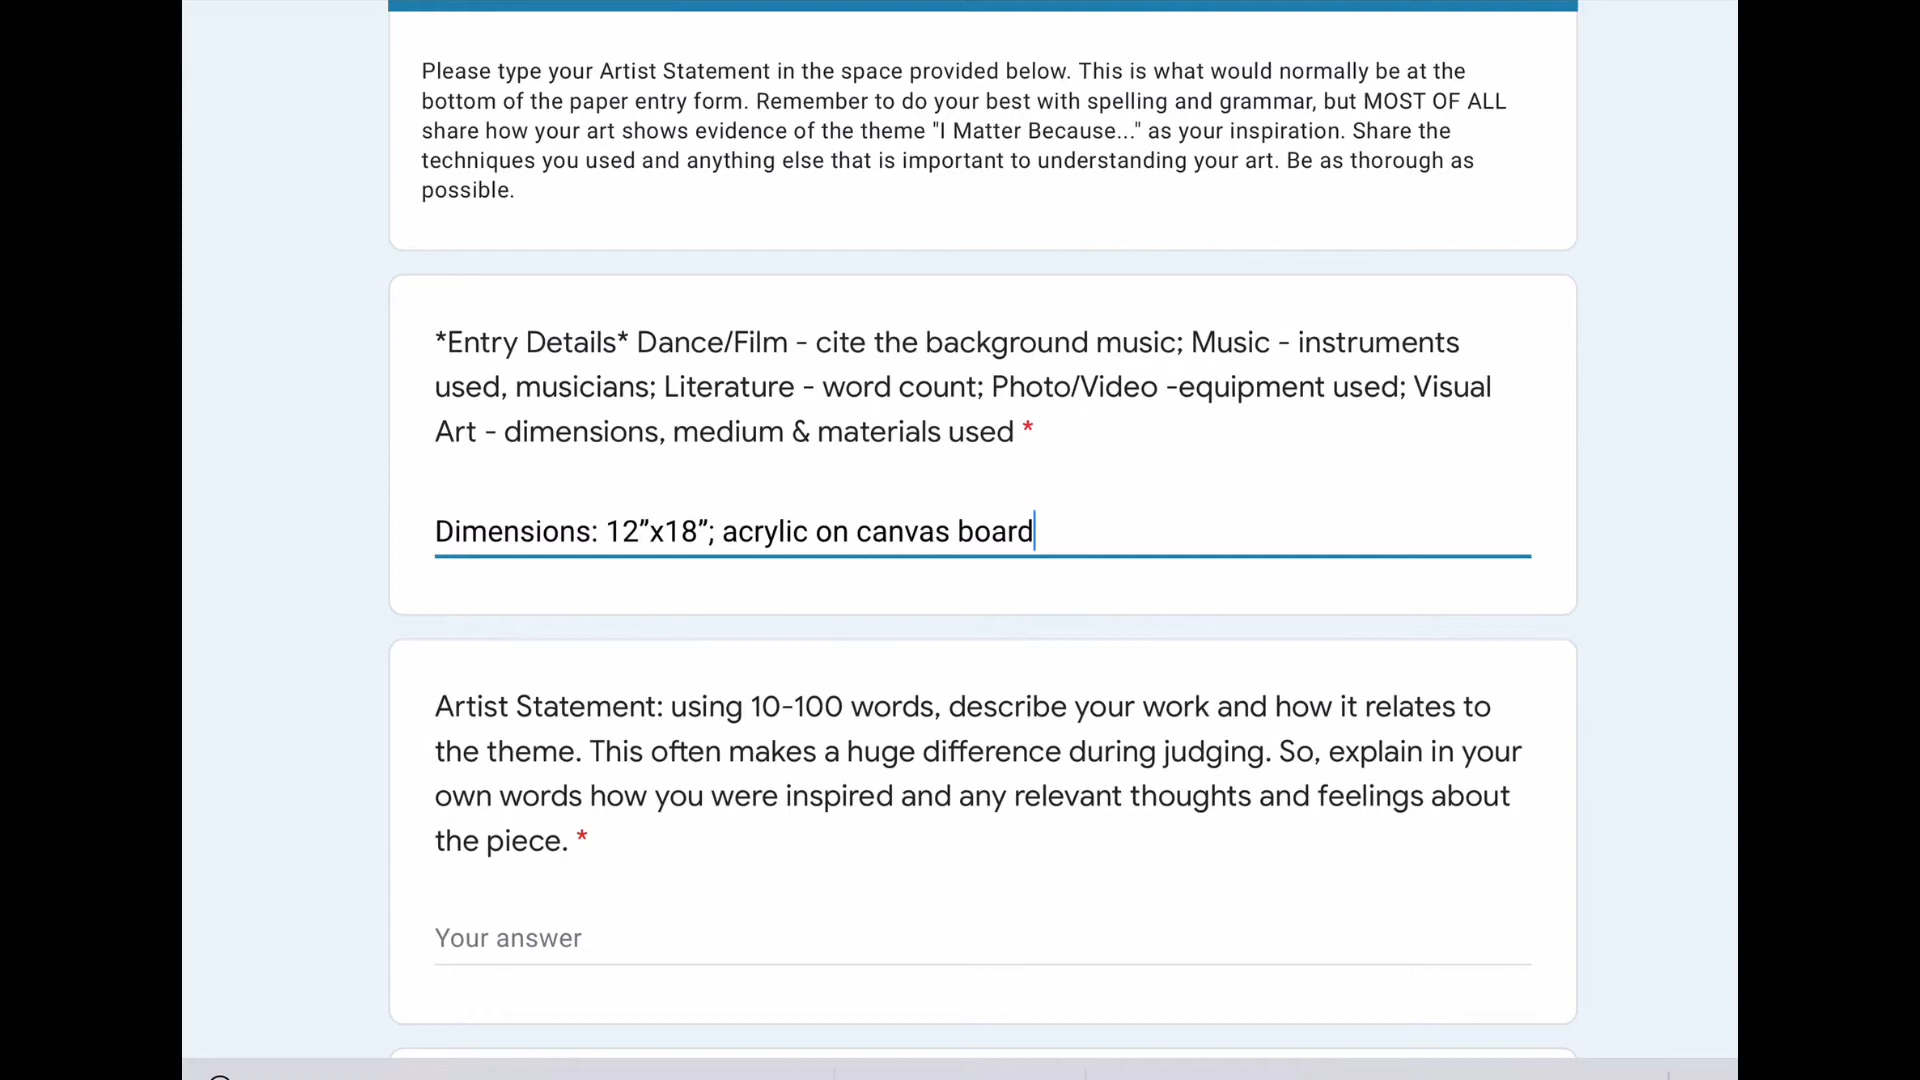 Please type your Artist Statement in the space provided below. This is what would normally be at the
bottom of the paper entry form. Remember to do your best with spelling and grammar, but MOST OF ALL
share how your art shows evidence of the theme "I Matter Because..." as your inspiration. Share the
techniques you used and anything else that is important to understanding your art. Be as thorough as
possible.
*Entry Details* Dance/Film - cite the background music; Music - instruments
used, musicians; Literature - word count; Photo/Video -equipment used; Visual
Art - dimensions, medium & materials used *
Dimensions: 12”x18”; acrylic on canvas board
Artist Statement: using 10-100 words, describe your work and how it relates to
the theme. This often makes a huge difference during judging. So, explain in your
own words how you were inspired and any relevant thoughts and feelings about
the piece. *
Your answer